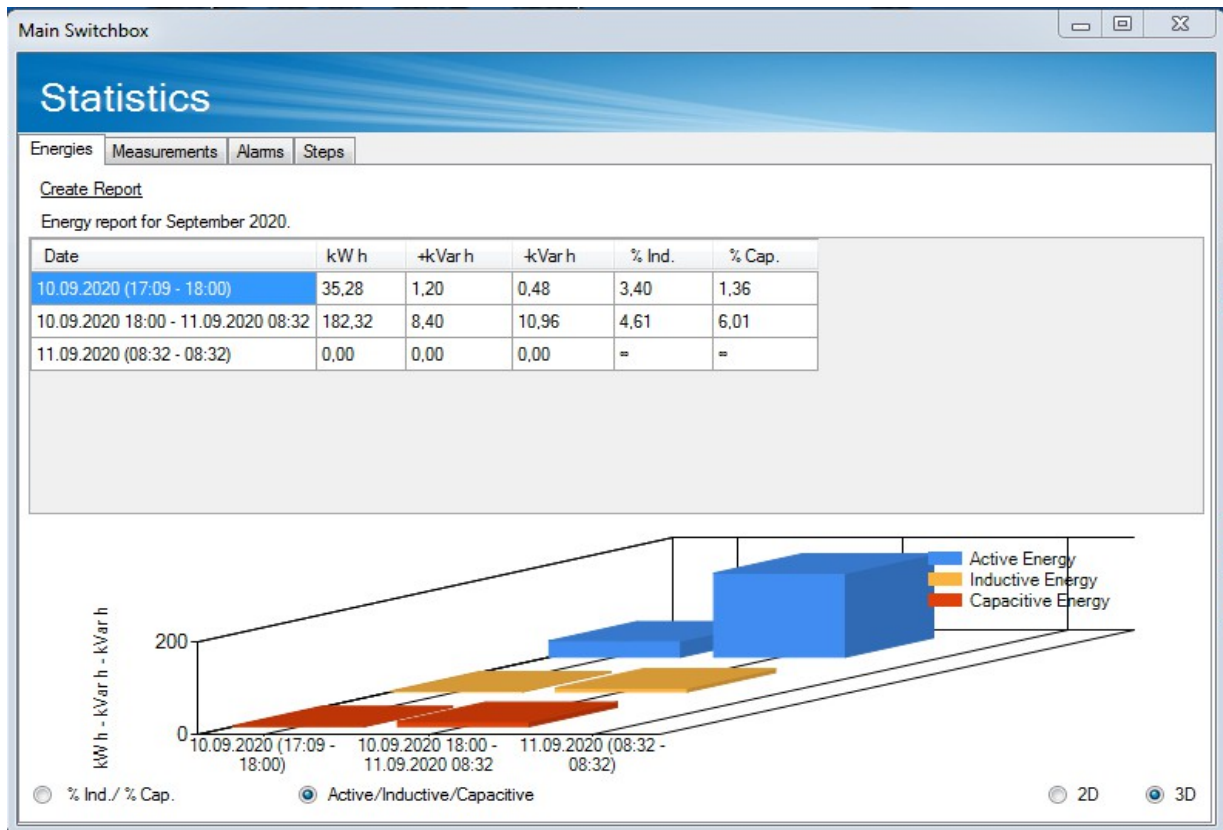 Main Switchbox
Statistics
Energies Measurements Alarms Steps
Create Report
Energy report for September 2020.
Date kW h +kVar h -kVar h % Ind. % Cap.
10.09.2020 (17:09 - 18:00) 35,28 1,20 0,48 3,40 1,36
10.09.2020 18:00 - 11.09.2020 08:32 182,32 8,40 10,96 4,61 6,01
11.09.2020 (08:32 - 08:32) 0,00 0,00 0,00 ∞ ∞
Active Energy
Inductive Energy
Capacitive Energy
kW h - kVar h - kVar h
200
0
10.09.2020 (17:09 - 18:00)
10.09.2020 18:00 - 11.09.2020 08:32
11.09.2020 (08:32 - 08:32)
% Ind./ % Cap. Active/Inductive/Capacitive 2D 3D